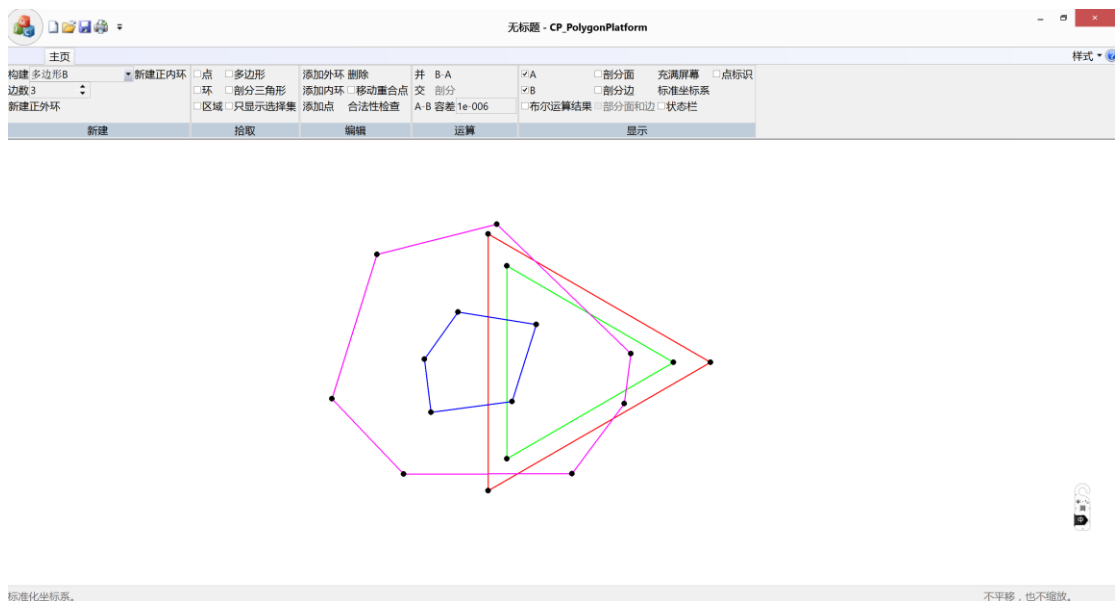 无标题 - CP_PolygonPlatform
主页 样式
构建 多边形B 新建正内环 点 多边形 添加外环 删除 并 B-A A 剖分面 充满屏幕 点标识
边数 3 环 剖分三角形 添加内环 移动重合点 交 剖分 B 剖分边 标准坐标系
新建正外环 区域 只显示选择集 添加点 合法性检查 A-B 容差 1e-006 布尔运算结果 部分面和边 状态栏
新建 拾取 编辑 运算 显示
标准化坐标系。 不平移，也不缩放。